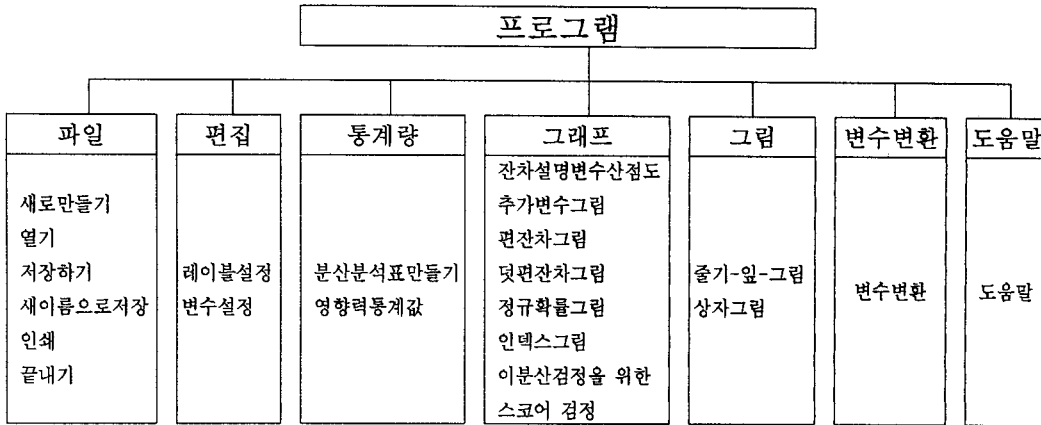 프로그램
파일
새로만들기
열기
저장하기
새이름으로저장
인쇄
끝내기
편집
레이블설정
변수설정
통계량
분산분석표만들기
영향력통계값
그래프
잔차설명변수산점도
추가변수그림
편잔차그림
덧편잔차그림
정규확률그림
인덱스그림
이분산검정을 위한
스코어 검정
그림
줄기-잎-그림
상자그림
변수변환
변수변환
도움말
도움말